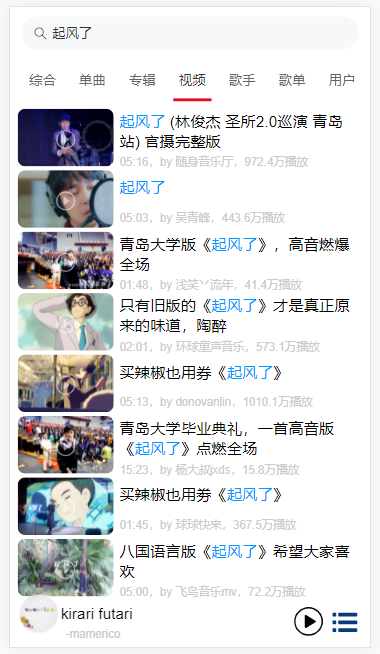 起风了
综合 单曲 专辑 视频 歌手 歌单 用户
起风了 (林俊杰 圣所2.0巡演 青岛
站) 官摄完整版
05:16，by 随身音乐厅，972.4万播放
起风了
05:03，by 吴青峰，443.6万播放
青岛大学版《起风了》，高音燃爆
全场
01:48，by 浅笑丷流年，41.4万播放
只有旧版的《起风了》才是真正原
来的味道，陶醉
02:01，by 环球童声音乐，573.1万播放
买辣椒也用券《起风了》
05:13，by donovanlin，1010.1万播放
青岛大学毕业典礼，一首高音版
《起风了》点燃全场
15:23，by 杨大叔jxds，15.8万播放
买辣椒也用券《起风了》
01:45，by 球球快来，367.5万播放
八国语言版《起风了》希望大家喜
欢
05:00，by 飞鸟音乐mv，72.2万播放
kirari futari
-mamerico